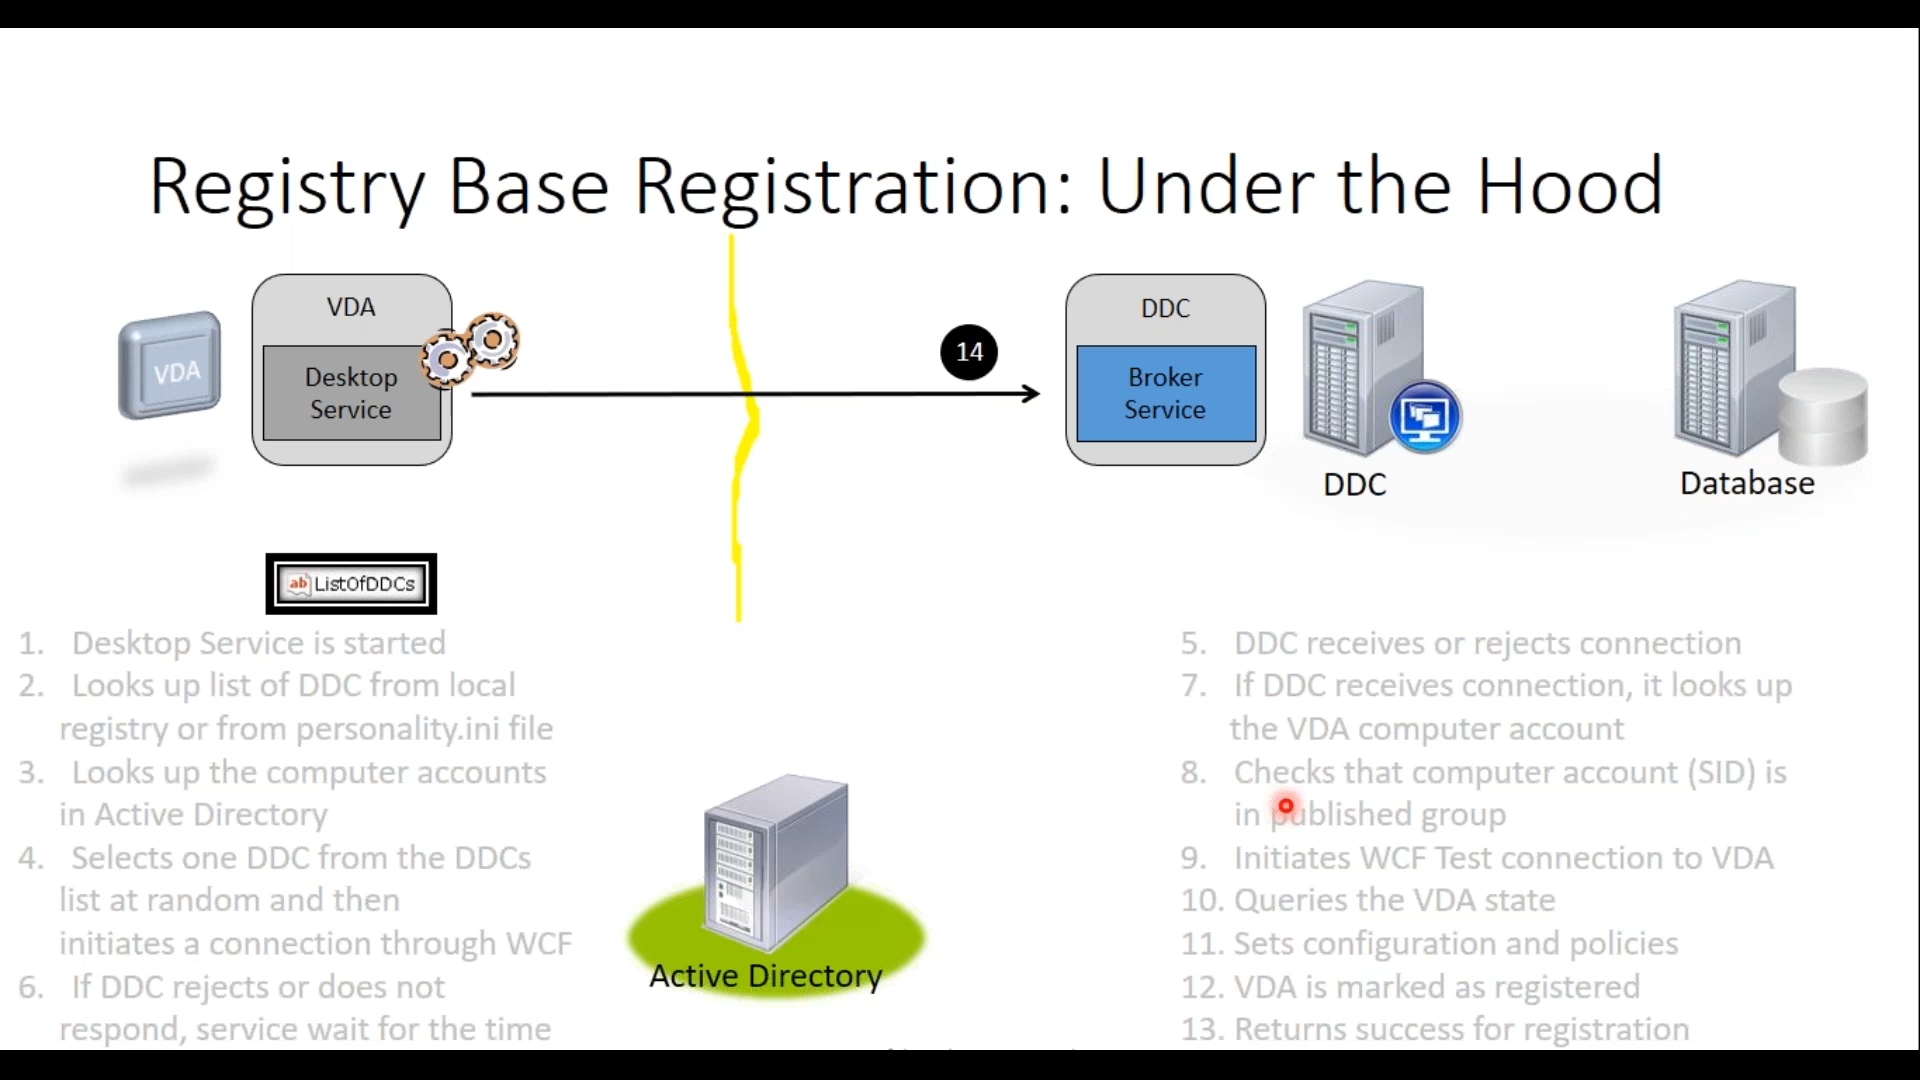 Registry Base Registration: Under the Hood
VDA
VDA
Desktop
Service
14
DDC
Broker
Service
DDC
Database
ab ListOfDDCs
1. Desktop Service is started
2. Looks up list of DDC from local
registry or from personality.ini file
3. Looks up the computer accounts
in Active Directory
4. Selects one DDC from the DDCs
list at random and then
initiates a connection through WCF
6. If DDC rejects or does not
respond, service wait for the time
Active Directory
5. DDC receives or rejects connection
7. If DDC receives connection, it looks up
the VDA computer account
8. Checks that computer account (SID) is
in published group
9. Initiates WCF Test connection to VDA
10. Queries the VDA state
11. Sets configuration and policies
12. VDA is marked as registered
13. Returns success for registration